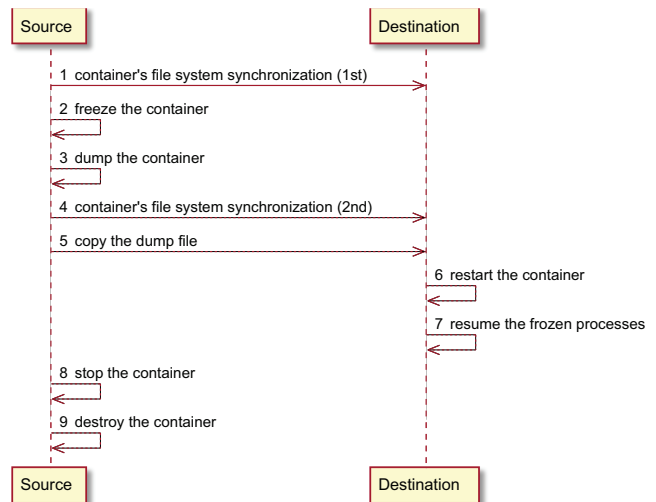 Source Destination
1 container's file system synchronization (1st)
2 freeze the container
3 dump the container
4 container's file system synchronization (2nd)
5 copy the dump file
6 restart the container
7 resume the frozen processes
8 stop the container
9 destroy the container
Source Destination